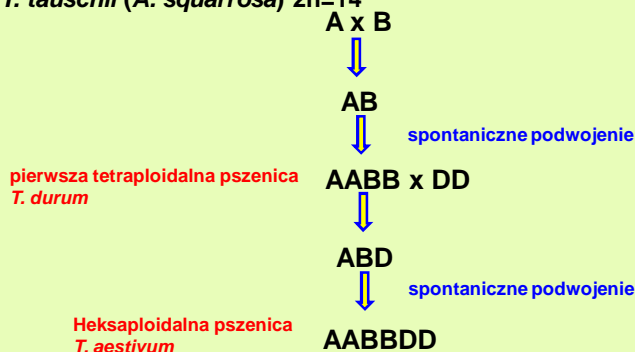 T. tauschii (A. squarrosa) 2n=14
A x B
AB
spontaniczne podwojenie
pierwsza tetraploidalna pszenica
AABB x DD
T. durum
ABD
spontaniczne podwojenie
Heksaploidalna pszenica
AABBDD
T. aestivum